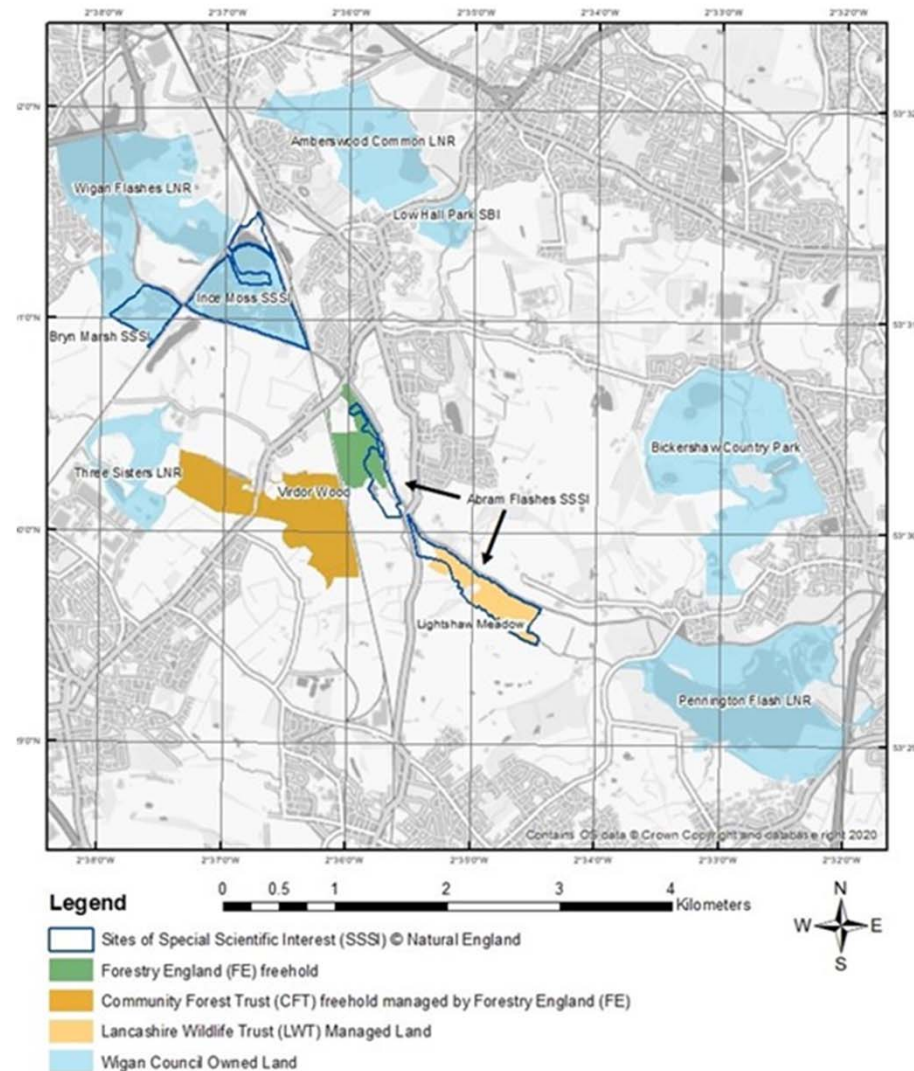 2°38'0"W 2°37'0"W 2°36'0"W 2°35'0"W 2°34'0"W 2°33'0"W 2°32'0"W
Amberswood Common LNR
Wigan Flashes LNR
Low Hall Park SBI
Ince Moss SSSI
Bryn Marsh SSSI
Bickershaw Country Park
Three Sisters LNR
Virdor Wood
Abram Flashes SSSI
Lightshaw Meadow
Pennington Flash LNR
Contains OS data © Crown Copyright and database right 2020
2°38'0"W 2°37'0"W 2°36'0"W 2°35'0"W 2°34'0"W 2°33'0"W 2°32'0"W
Legend
0 0.5 1 2 3 4
Kilometers
N
W E
S
Sites of Special Scientific Interest (SSSI) © Natural England
Forestry England (FE) freehold
Community Forest Trust (CFT) freehold managed by Forestry England (FE)
Lancashire Wildlife Trust (LWT) Managed Land
Wigan Council Owned Land